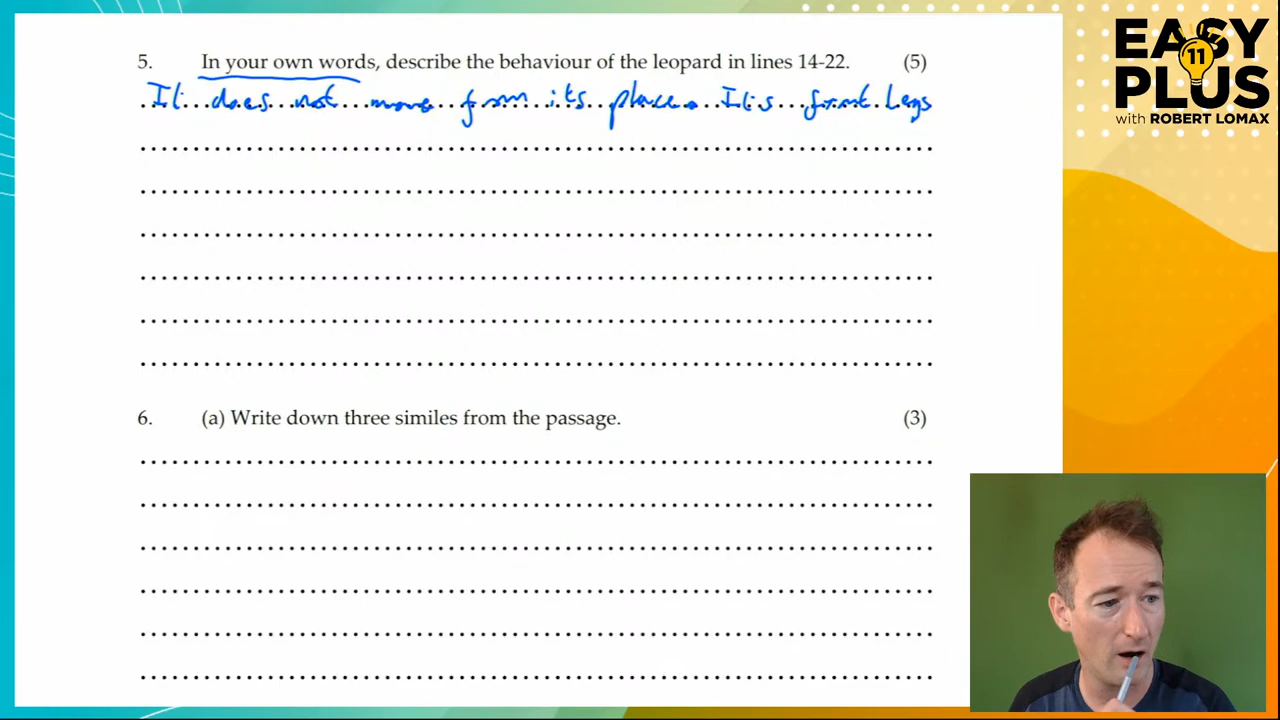 EASY
11
PLUS
with ROBERT LOMAX
5. In your own words, describe the behaviour of the leopard in lines 14-22. (5)
It does not move from its place. Its front legs
6. (a) Write down three similes from the passage. (3)